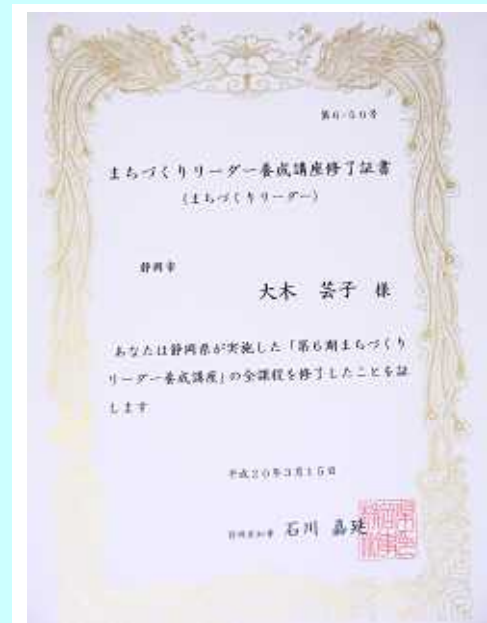 第6-50号
まちづくりリーダー養成講座修了証書
(まちづくりリーダー)
静岡市
大木 芸子 様
あなたは静岡県が実施した「第6期まちづくり
リーダー養成講座」の全課程を修了したことを証
します
平成20年3月15日
静岡県知事 石川 嘉延